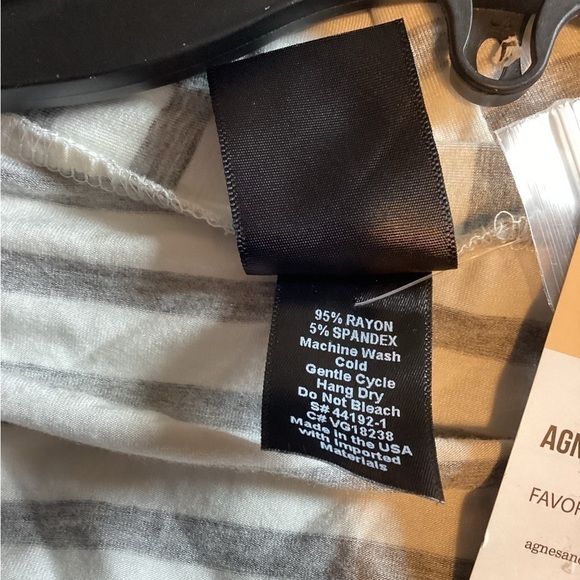 95% RAYON
5% SPANDEX
Machine Wash
Cold
Gentle Cycle
Hang Dry
Do Not Bleach
S# 44192-1
C# VG18238
Made in the USA
with Imported
Materials
AGN
FAVOR
agnesand